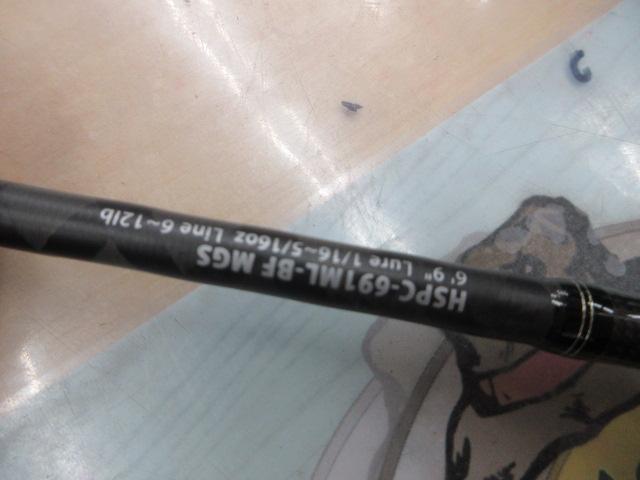 HSPC-691ML-BF MGS
6'9" Lure 1/16~5/16oz Line 6~12lb